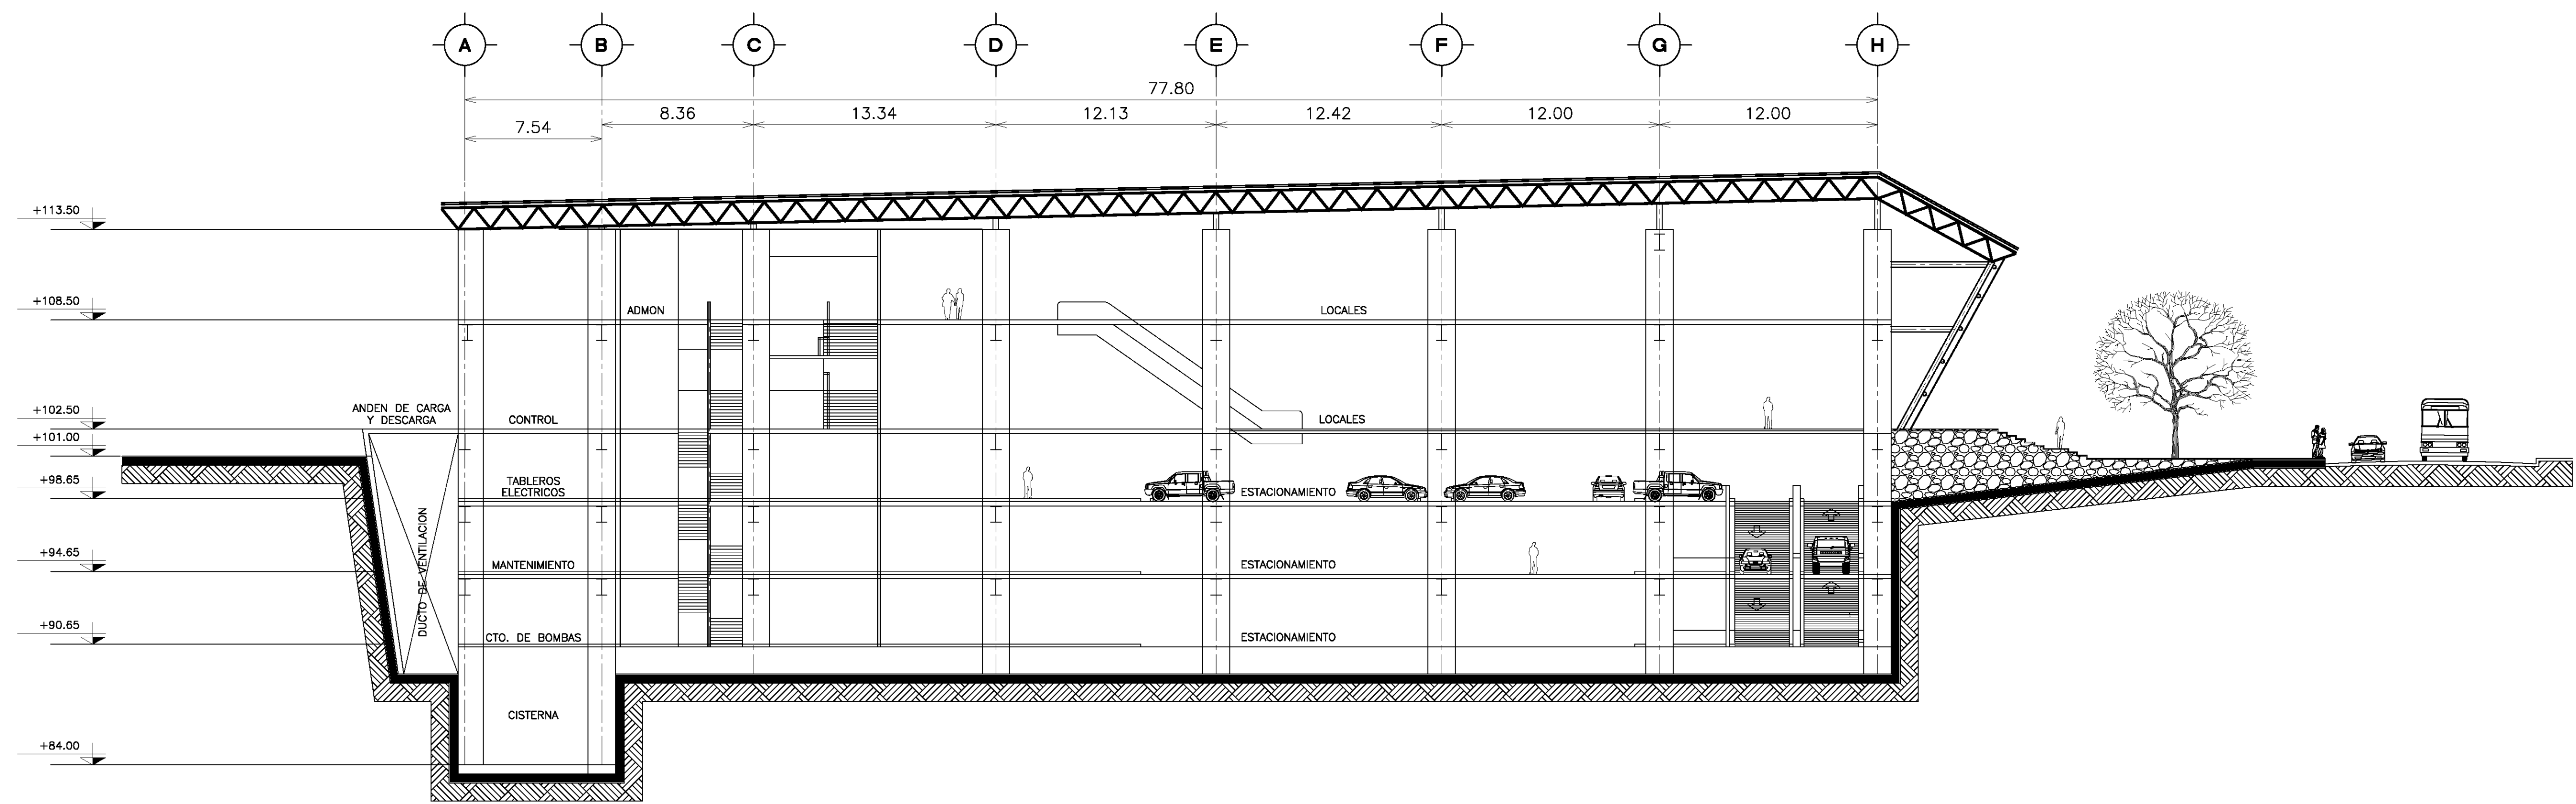 A B C D E F G H
77.80
8.36 13.34 12.13 12.42 12.00 12.00
7.54
+113.50
+108.50
ADMON LOCALES
ANDEN DE CARGA
Y DESCARGA
+102.50
CONTROL LOCALES
+101.00
TABLEROS
ELECTRICOS
+98.65
ESTACIONAMIENTO
DUCTO DE VENTILACION
+94.65
MANTENIMIENTO ESTACIONAMIENTO
+90.65
CTO. DE BOMBAS ESTACIONAMIENTO
CISTERNA
+84.00